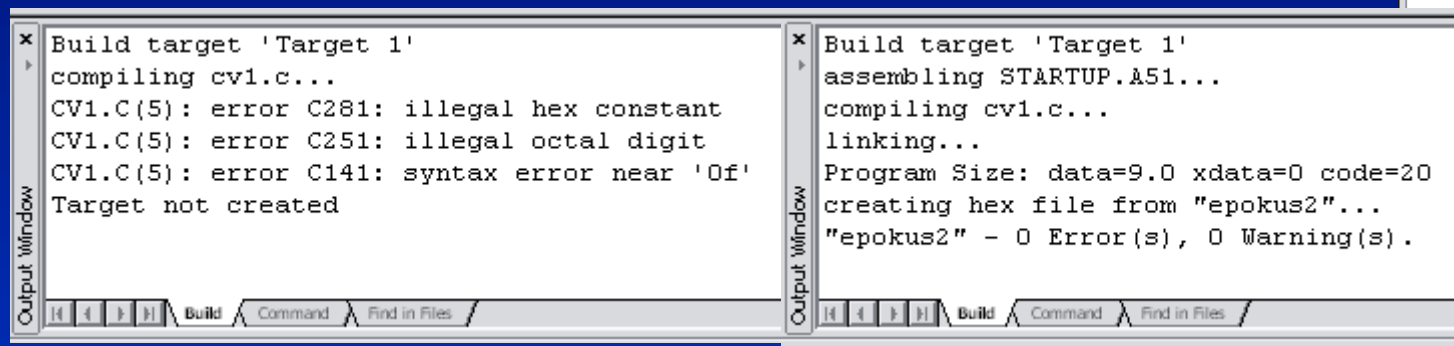 Build target 'Target 1'
compiling cv1.c...
CV1.C(5): error C281: illegal hex constant
CV1.C(5): error C251: illegal octal digit
CV1.C(5): error C141: syntax error near '0f'
Target not created
Output Window
Build Command Find in Files
Build target 'Target 1'
assembling STARTUP.A51...
compiling cv1.c...
linking...
Program Size: data=9.0 xdata=0 code=20
creating hex file from "epokus2"...
"epokus2" - 0 Error(s), 0 Warning(s).
Output Window
Build Command Find in Files